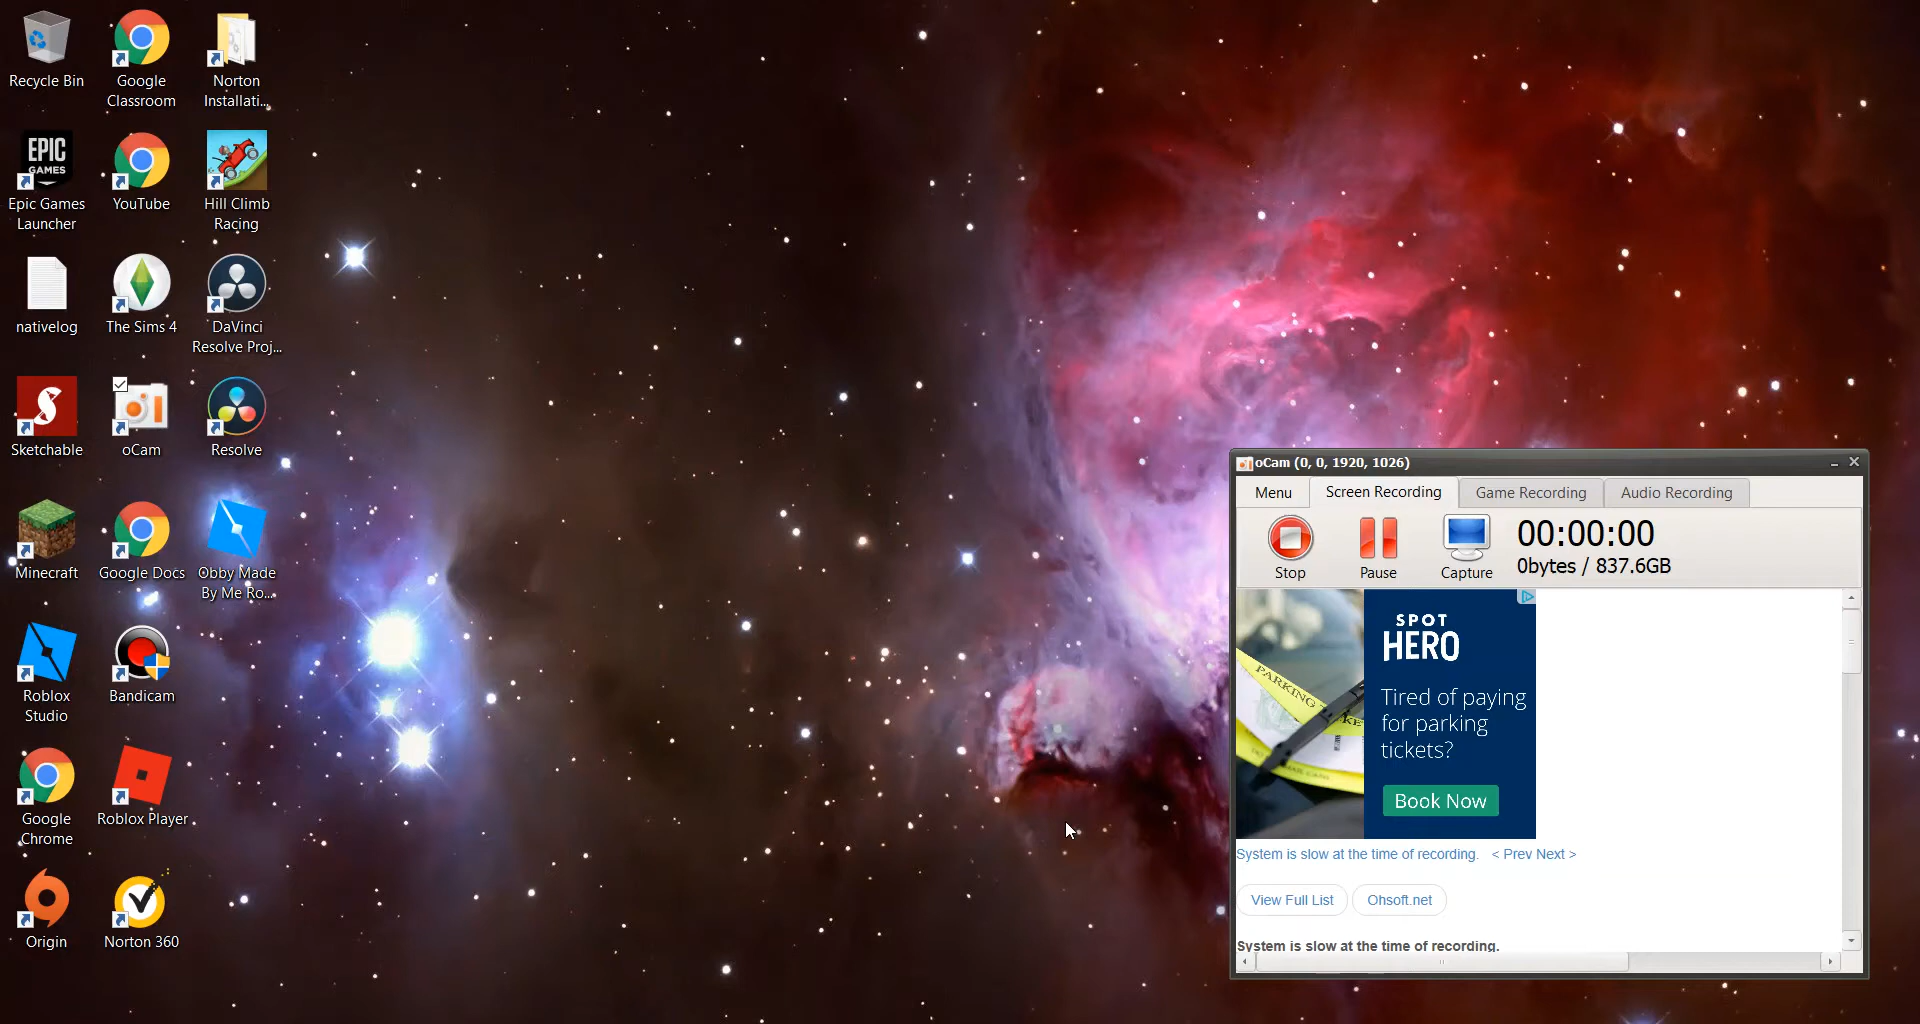 Recycle Bin
Google
Classroom
Norton
Installati...
EPIC
GAMES
Epic Games
Launcher
YouTube
Hill Climb
Racing
nativelog
The Sims 4
DaVinci
Resolve Proj...
Sketchable
oCam
Resolve
Minecraft
Google Docs
Obby Made
By Me Ro...
Roblox
Studio
Bandicam
Google
Chrome
Roblox Player
Origin
Norton 360
oCam (0, 0, 1920, 1026)
Menu
Screen Recording
Game Recording
Audio Recording
Stop
Pause
Capture
00:00:00
0bytes / 837.6GB
PARKING
SPOT
HERO
Tired of paying
for parking
tickets?
Book Now
System is slow at the time of recording. < Prev Next >
View Full List
Ohsoft.net
System is slow at the time of recording.